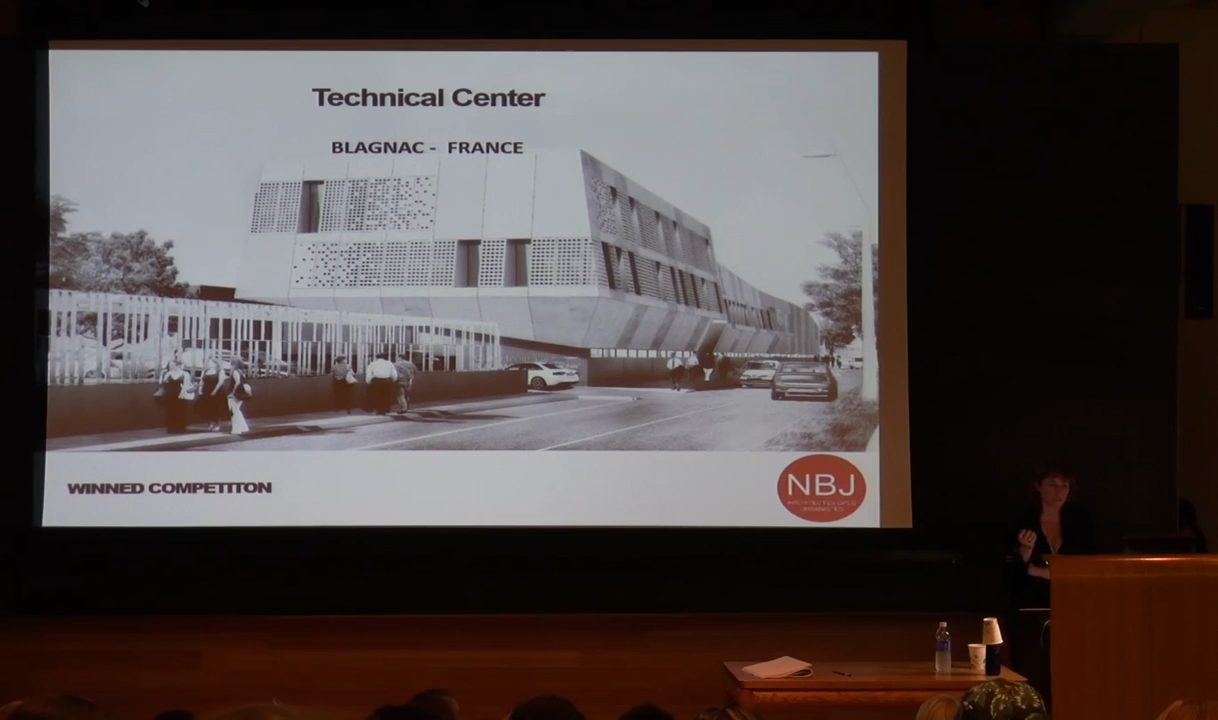 Technical Center
BLAGNAC - FRANCE
WINNED COMPETITON
NBJ